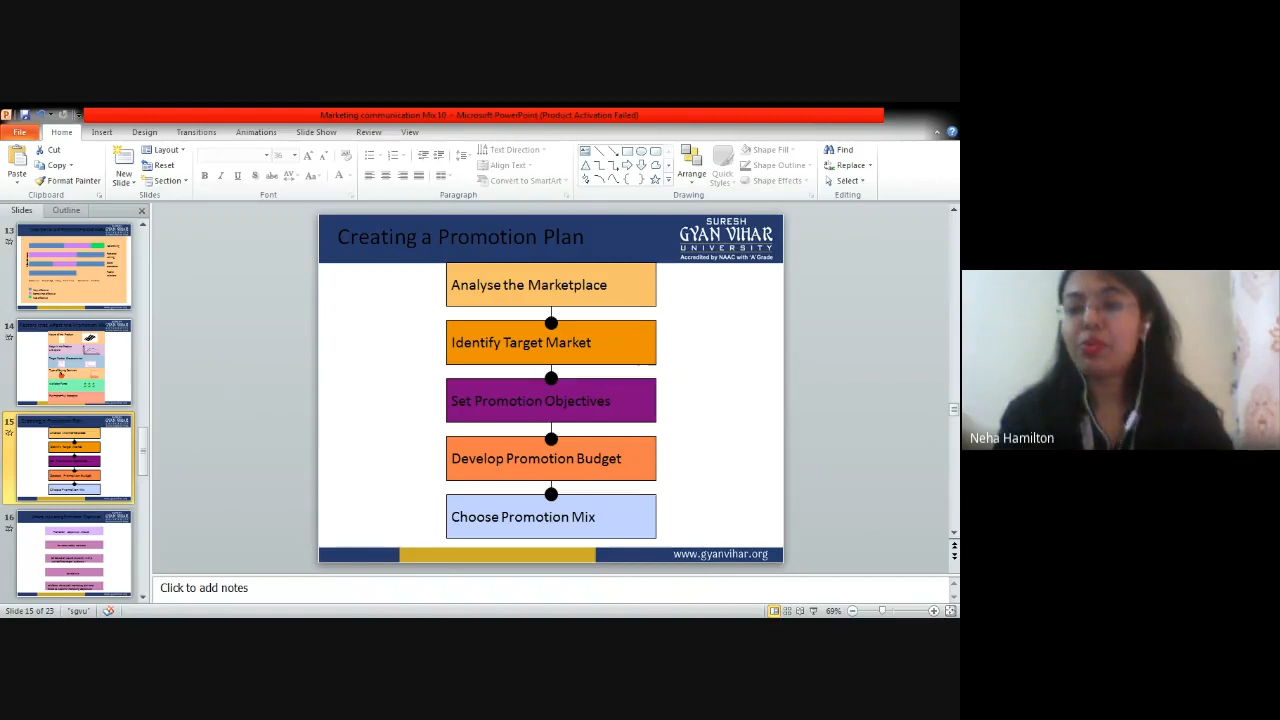 Marketing communication Mix 10 - Microsoft PowerPoint (Product Activation Failed)
File Home Insert Design Transitions Animations Slide Show Review View
Paste
Cut
Copy
Format Painter
Clipboard
New
Slide
Layout
Reset
Section
Slides
36
B I U S abc AV Aa A
Font
Paragraph
Text Direction
Align Text
Convert to SmartArt
Arrange
Quick
Styles
Shape Fill
Shape Outline
Shape Effects
Drawing
Find
Replace
Select
Editing
Slides Outline
13
14
15
16
Creating a Promotion Plan
SURESH
GYAN VIHAR
UNIVERSITY
Accredited by NAAC with 'A' Grade
Analyse the Marketplace
Identify Target Market
Set Promotion Objectives
Develop Promotion Budget
Choose Promotion Mix
www.gyanvihar.org
Click to add notes
Slide 15 of 23 "sgvu" 69%
Neha Hamilton